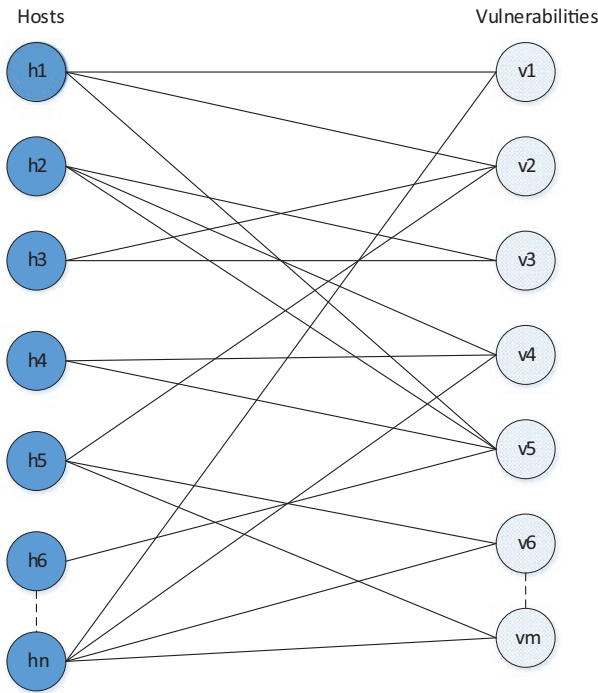 Hosts Vulnerabilities
h1 v1
h2 v2
h3 v3
h4 v4
h5 v5
h6 v6
hn vm